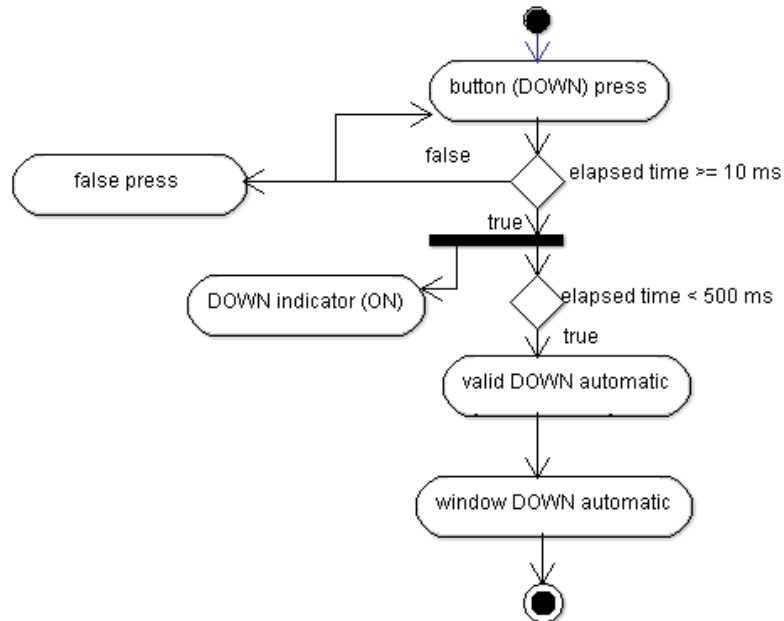 button (DOWN) press
false
elapsed time >= 10 ms
false press
true
DOWN indicator (ON)
elapsed time < 500 ms
true
valid DOWN automatic
window DOWN automatic